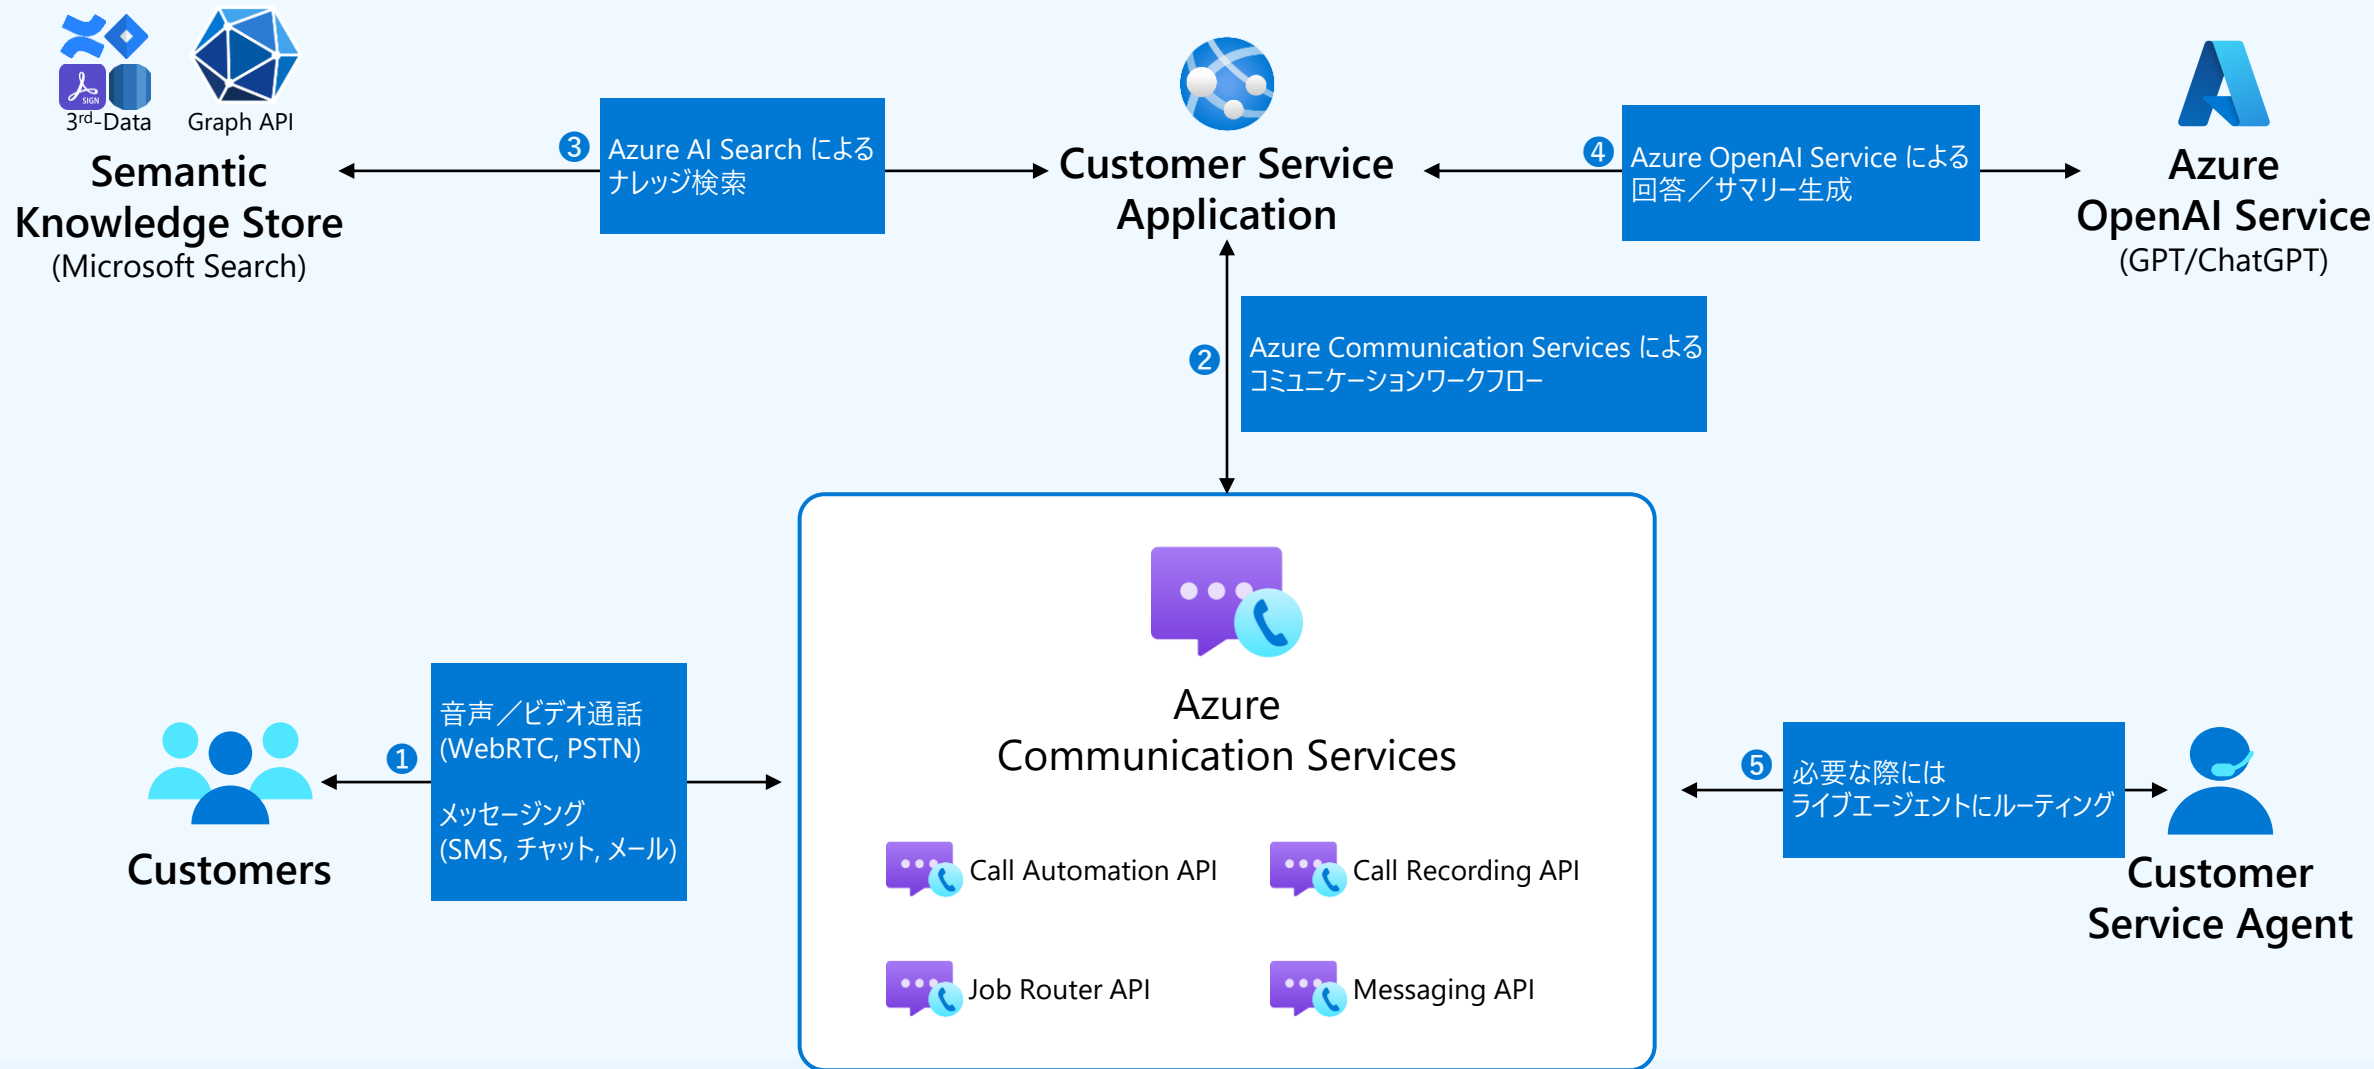 SIGN
3rd-Data
Graph API
Semantic
Knowledge Store
(Microsoft Search)
❸
Azure AI Search による
ナレッジ検索
Customer Service
Application
❹
Azure OpenAI Service による
回答／サマリー生成
Azure
OpenAI Service
(GPT/ChatGPT)
❷
Azure Communication Services による
コミュニケーションワークフロー
Customers
❶
音声／ビデオ通話
(WebRTC, PSTN)
メッセージング
(SMS, チャット, メール)
Azure
Communication Services
Call Automation API
Call Recording API
Job Router API
Messaging API
❺
必要な際には
ライブエージェントにルーティング
Customer
Service Agent